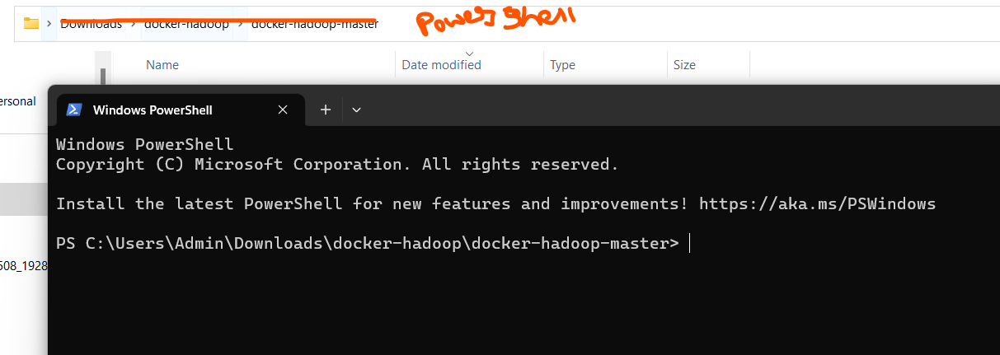 > Downloads > docker-hadoop > docker-hadoop-master
PowerShell
Name Date modified Type Size
ersonal
Windows PowerShell
Windows PowerShell
Copyright (C) Microsoft Corporation. All rights reserved.
Install the latest PowerShell for new features and improvements! https://aka.ms/PSWindows
PS C:\Users\Admin\Downloads\docker-hadoop\docker-hadoop-master>
508_1928